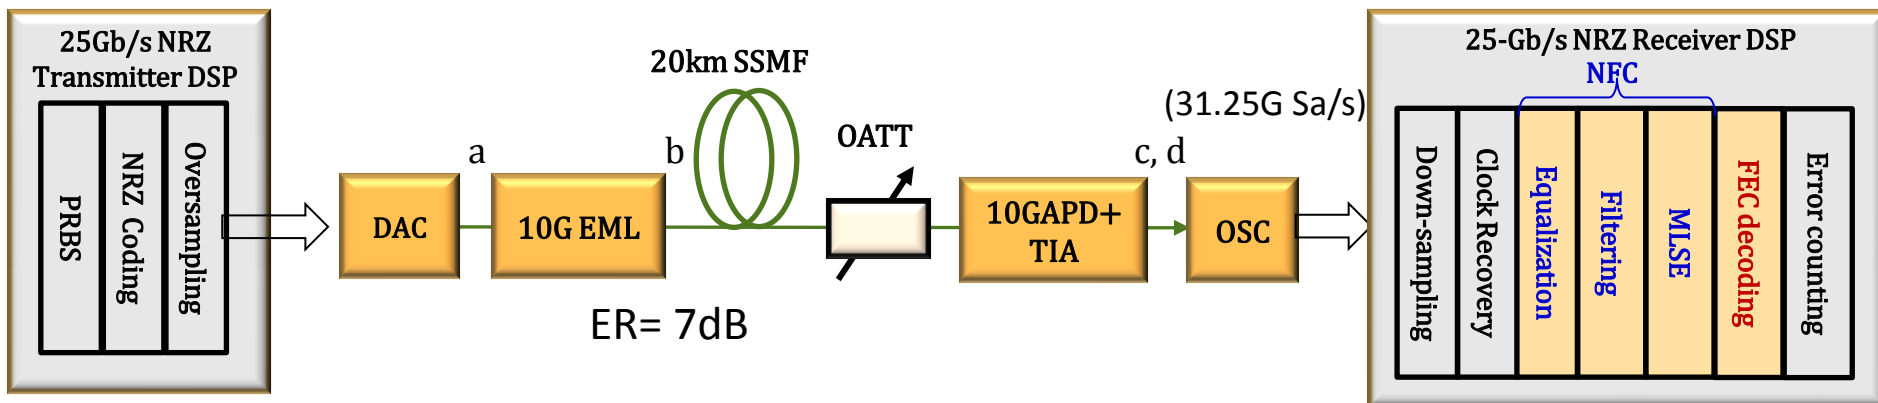 25Gb/s NRZ
Transmitter DSP
PRBS
NRZ Coding
Oversampling
DAC
a
10G EML
b
20km SSMF
ER= 7dB
OATT
10GAPD+
TIA
c, d
(31.25G Sa/s)
OSC
25-Gb/s NRZ Receiver DSP
NFC
Down-sampling
Clock Recovery
Equalization
Filtering
MLSE
FEC decoding
Error counting